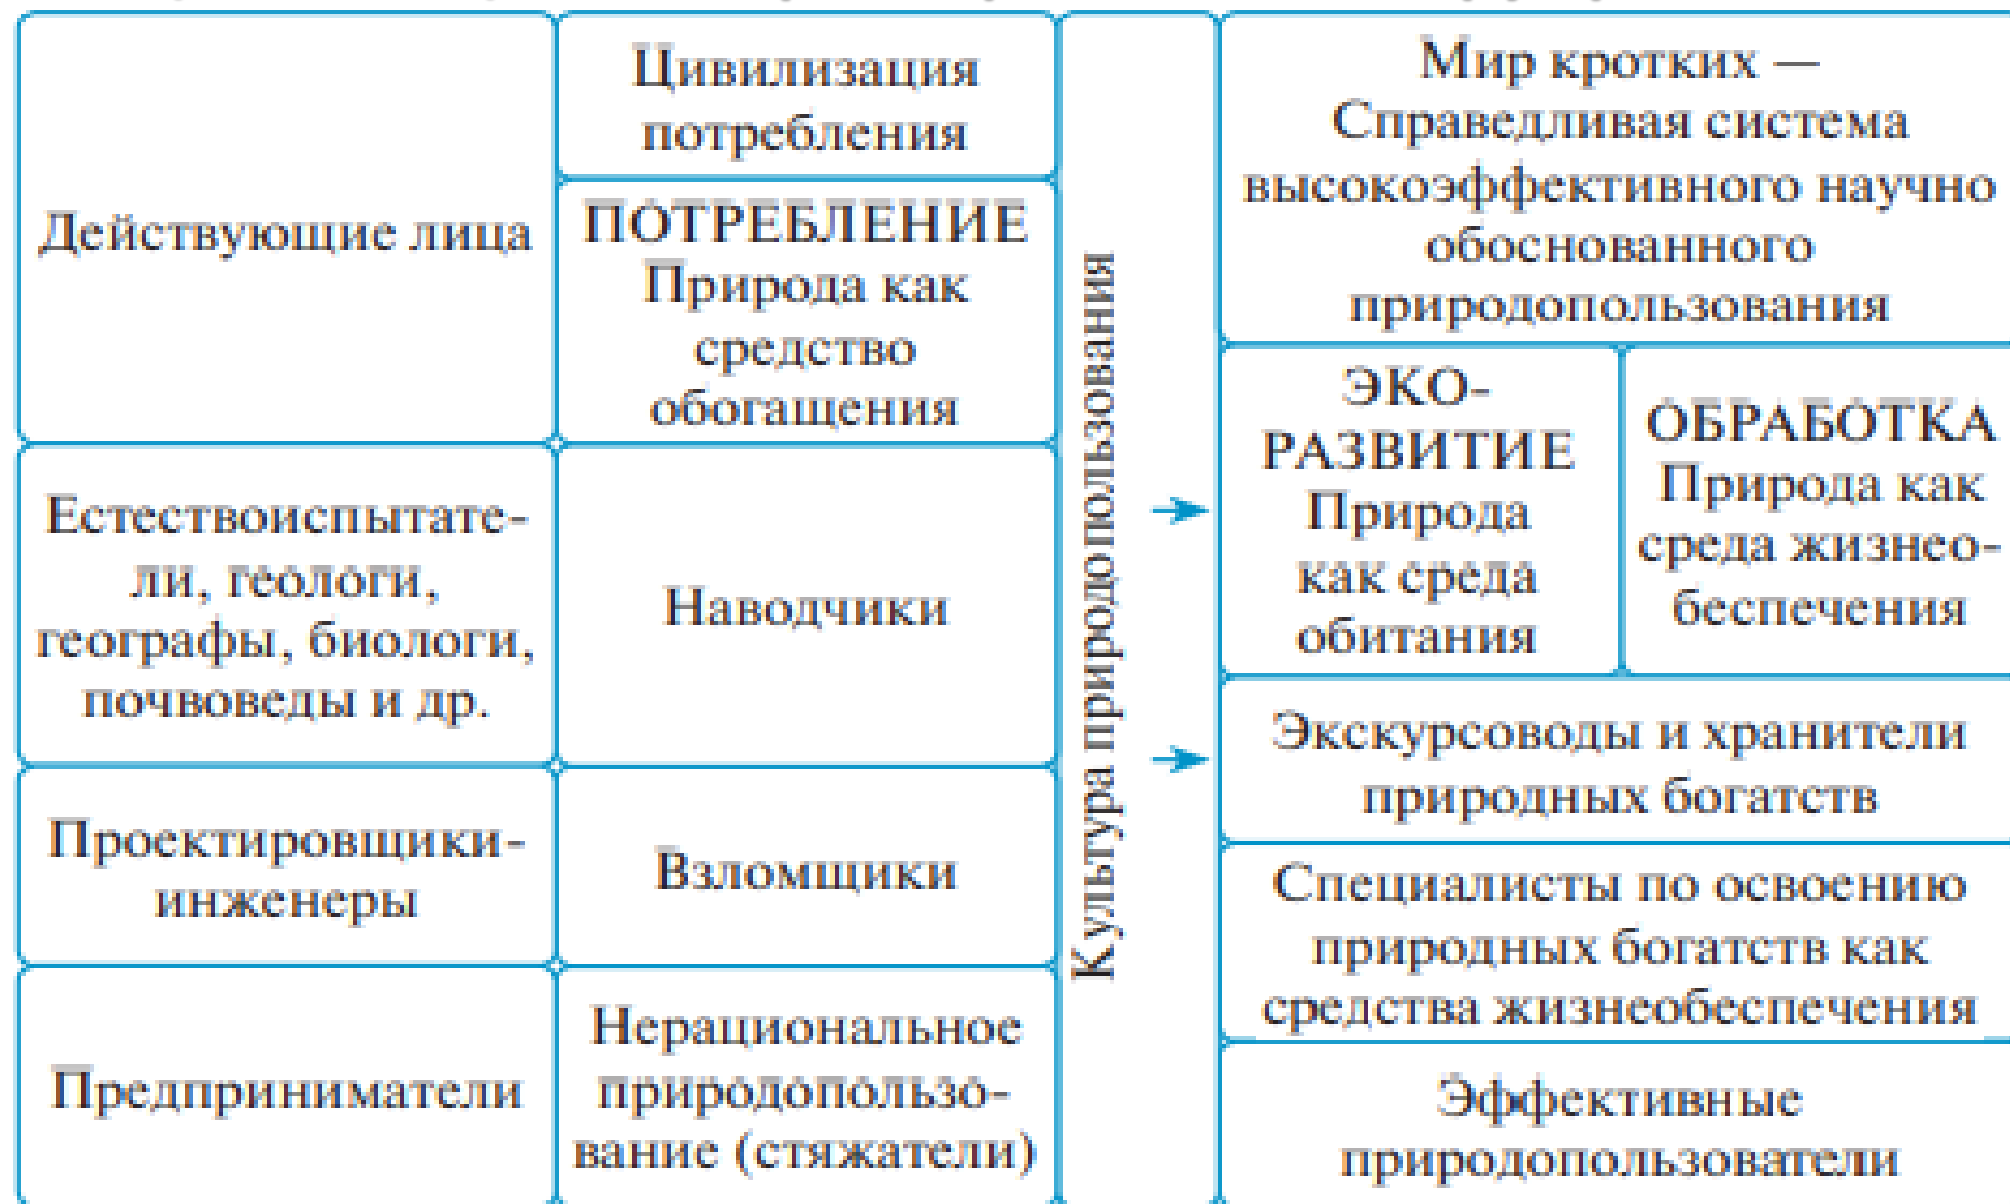 Действующие лица
Цивилизация
потребления
ПОТРЕБЛЕНИЕ
Природа как
средство
обогащения
Культура природопользования
Мир кротких —
Справедливая система
высокоэффективного научно
обоснованного
природопользования
ЭКО-
РАЗВИТИЕ
Природа
как среда
обитания
ОБРАБОТКА
Природа как
среда жизнео-
беспечения
Естествоиспытате-
ли, геологи,
географы, биологи,
почвоведы и др.
Наводчики
Экскурсоводы и хранители
природных богатств
Проектировщики-
инженеры
Взломщики
Специалисты по освоению
природных богатств как
средства жизнеобеспечения
Предприниматели
Нерациональное
природопользо-
вание (стяжатели)
Эффективные
природопользователи